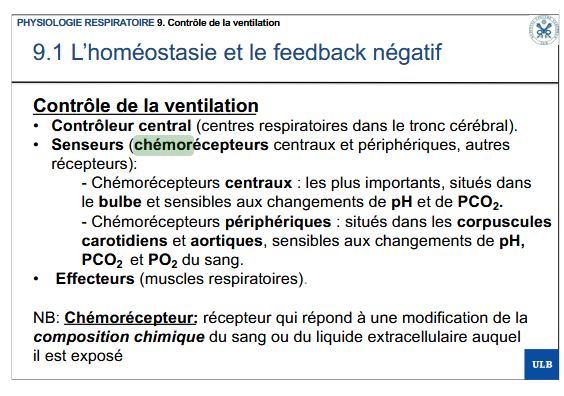 PHYSIOLOGIE RESPIRATOIRE 9. Contrôle de la ventilation
9.1 L'homéostasie et le feedback négatif
Contrôle de la ventilation
• Contrôleur central (centres respiratoires dans le tronc cérébral).
• Senseurs (chémorécepteurs centraux et périphériques, autres
récepteurs):
- Chémorécepteurs centraux : les plus importants, situés dans
le bulbe et sensibles aux changements de pH et de PCO2.
- Chémorécepteurs périphériques : situés dans les corpuscules
carotidiens et aortiques, sensibles aux changements de pH,
PCO2 et PO2 du sang.
• Effecteurs (muscles respiratoires).
NB: Chémorécepteur: récepteur qui répond à une modification de la
composition chimique du sang ou du liquide extracellulaire auquel
il est exposé
ULB